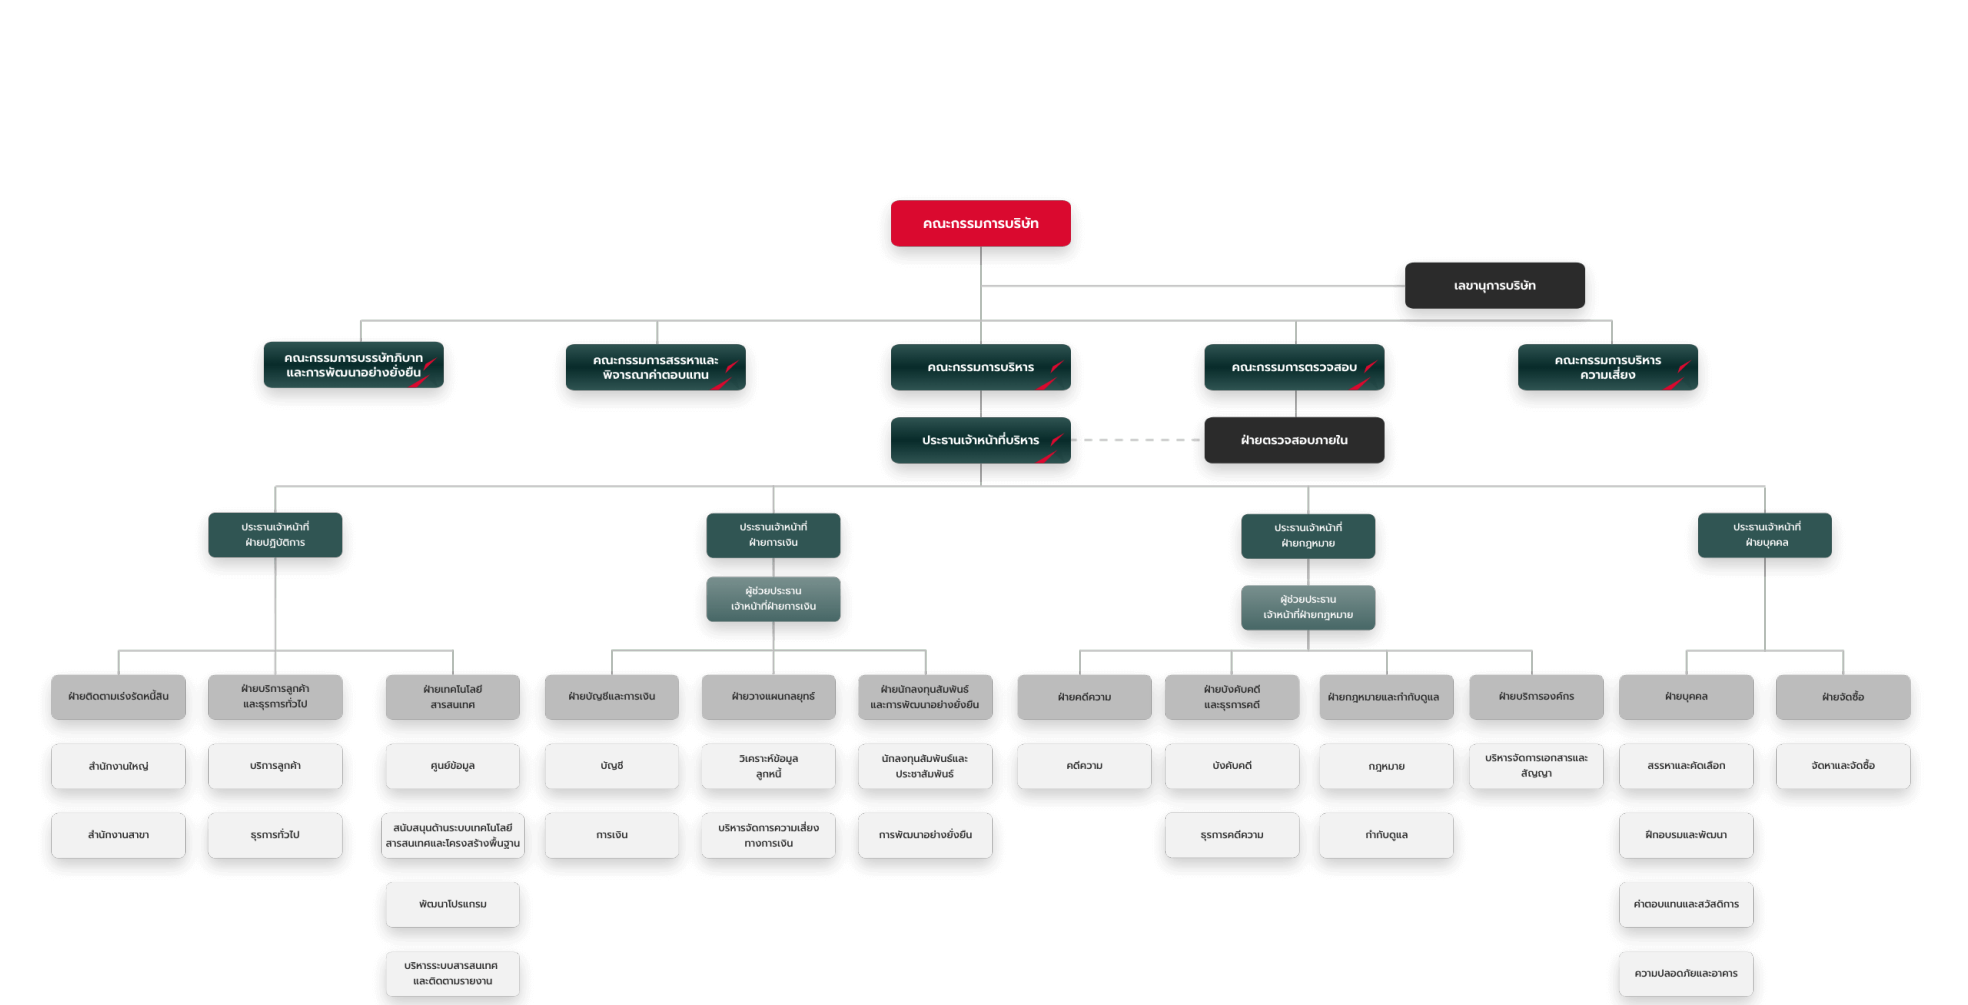 คณะกรรมการบริษัท
เลขานุการบริษัท
คณะกรรมการบรรษัทภิบาท
และการพัฒนาอย่างยั่งยืน
คณะกรรมการสรรหาและ
พิจารณาค่าตอบแทน
คณะกรรมการบริหาร
คณะกรรมการตรวจสอบ
คณะกรรมการบริหาร
ความเสี่ยง
ประธานเจ้าหน้าที่บริหาร
ฝ่ายตรวจสอบภายใน
ประธานเจ้าหน้าที่
ฝ่ายปฏิบัติการ
ประธานเจ้าหน้าที่
ฝ่ายการเงิน
ประธานเจ้าหน้าที่
ฝ่ายกฎหมาย
ประธานเจ้าหน้าที่
ฝ่ายบุคคล
ผู้ช่วยประธาน
เจ้าหน้าที่ฝ่ายการเงิน
ผู้ช่วยประธาน
เจ้าหน้าที่ฝ่ายกฎหมาย
ฝ่ายติดตามเร่งรัดหนี้สิน
ฝ่ายบริการลูกค้า
และธุรการทั่วไป
ฝ่ายเทคโนโลยี
สารสนเทศ
ฝ่ายบัญชีและการเงิน
ฝ่ายวางแผนกลยุทธ์
ฝ่ายนักลงทุนสัมพันธ์
และการพัฒนาอย่างยั่งยืน
ฝ่ายคดีความ
ฝ่ายบังคับคดี
และธุรการคดี
ฝ่ายกฎหมายและกำกับดูแล
ฝ่ายบริการองค์กร
ฝ่ายบุคคล
ฝ่ายจัดซื้อ
สำนักงานใหญ่
บริการลูกค้า
ศูนย์ข้อมูล
บัญชี
วิเคราะห์ข้อมูล
ลูกหนี้
นักลงทุนสัมพันธ์และ
ประชาสัมพันธ์
คดีความ
บังคับคดี
กฎหมาย
บริหารจัดการเอกสารและ
สัญญา
สรรหาและคัดเลือก
จัดหาและจัดซื้อ
สำนักงานสาขา
ธุรการทั่วไป
สนับสนุนด้านระบบเทคโนโลยี
สารสนเทศและโครงสร้างพื้นฐาน
การเงิน
บริหารจัดการความเสี่ยง
ทางการเงิน
การพัฒนาอย่างยั่งยืน
ธุรการคดีความ
กำกับดูแล
ฝึกอบรมและพัฒนา
พัฒนาโปรแกรม
ค่าตอบแทนและสวัสดิการ
บริหารระบบสารสนเทศ
และติดตามรายงาน
ความปลอดภัยและอาคาร